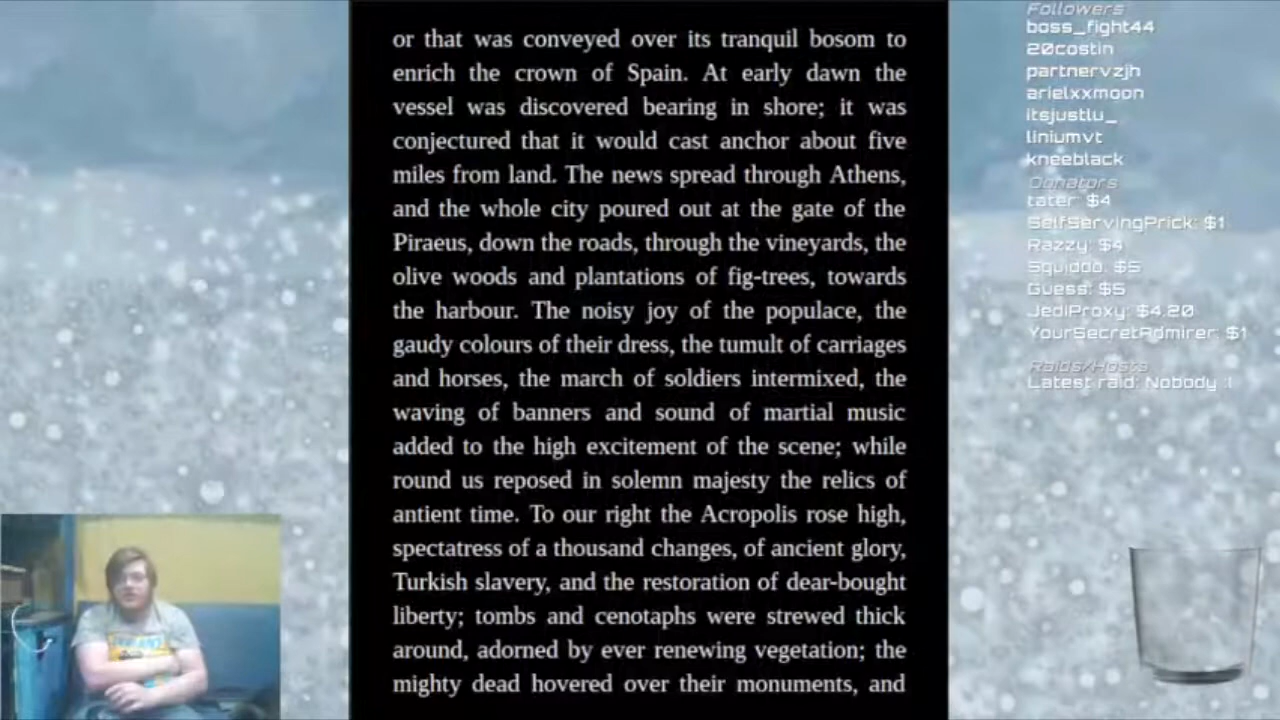 or that was conveyed over its tranquil bosom to
enrich the crown of Spain. At early dawn the
vessel was discovered bearing in shore; it was
conjectured that it would cast anchor about five
miles from land. The news spread through Athens,
and the whole city poured out at the gate of the
Piraeus, down the roads, through the vineyards, the
olive woods and plantations of fig-trees, towards
the harbour. The noisy joy of the populace, the
gaudy colours of their dress, the tumult of carriages
and horses, the march of soldiers intermixed, the
waving of banners and sound of martial music
added to the high excitement of the scene; while
round us reposed in solemn majesty the relics of
antient time. To our right the Acropolis rose high,
spectatress of a thousand changes, of ancient glory,
Turkish slavery, and the restoration of dear-bought
liberty; tombs and cenotaphs were strewed thick
around, adorned by ever renewing vegetation; the
mighty dead hovered over their monuments, and
Followers
boss_fight44
20costin
partnervzjh
arielxxmoon
itsjustlu_
liniumvt
kneeblack
Donators
tater: $4
SelfServingPrick: $1
Razzy: $4
Squiddo: $5
Guess: $5
JediProxy: $4.20
YourSecretAdmirer: $1
Raids/Hosts
Latest raid: Nobody :(